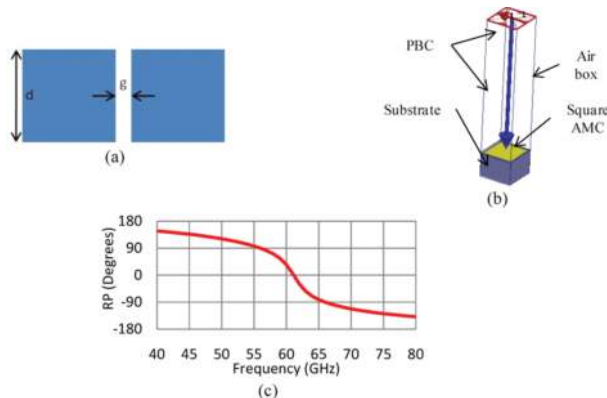 d
g
(a)
PBC
Air
box
Substrate
Square
AMC
(b)
RP (Degrees)
180
90
0
-90
-180
40 45 50 55 60 65 70 75 80
Frequency (GHz)
(c)